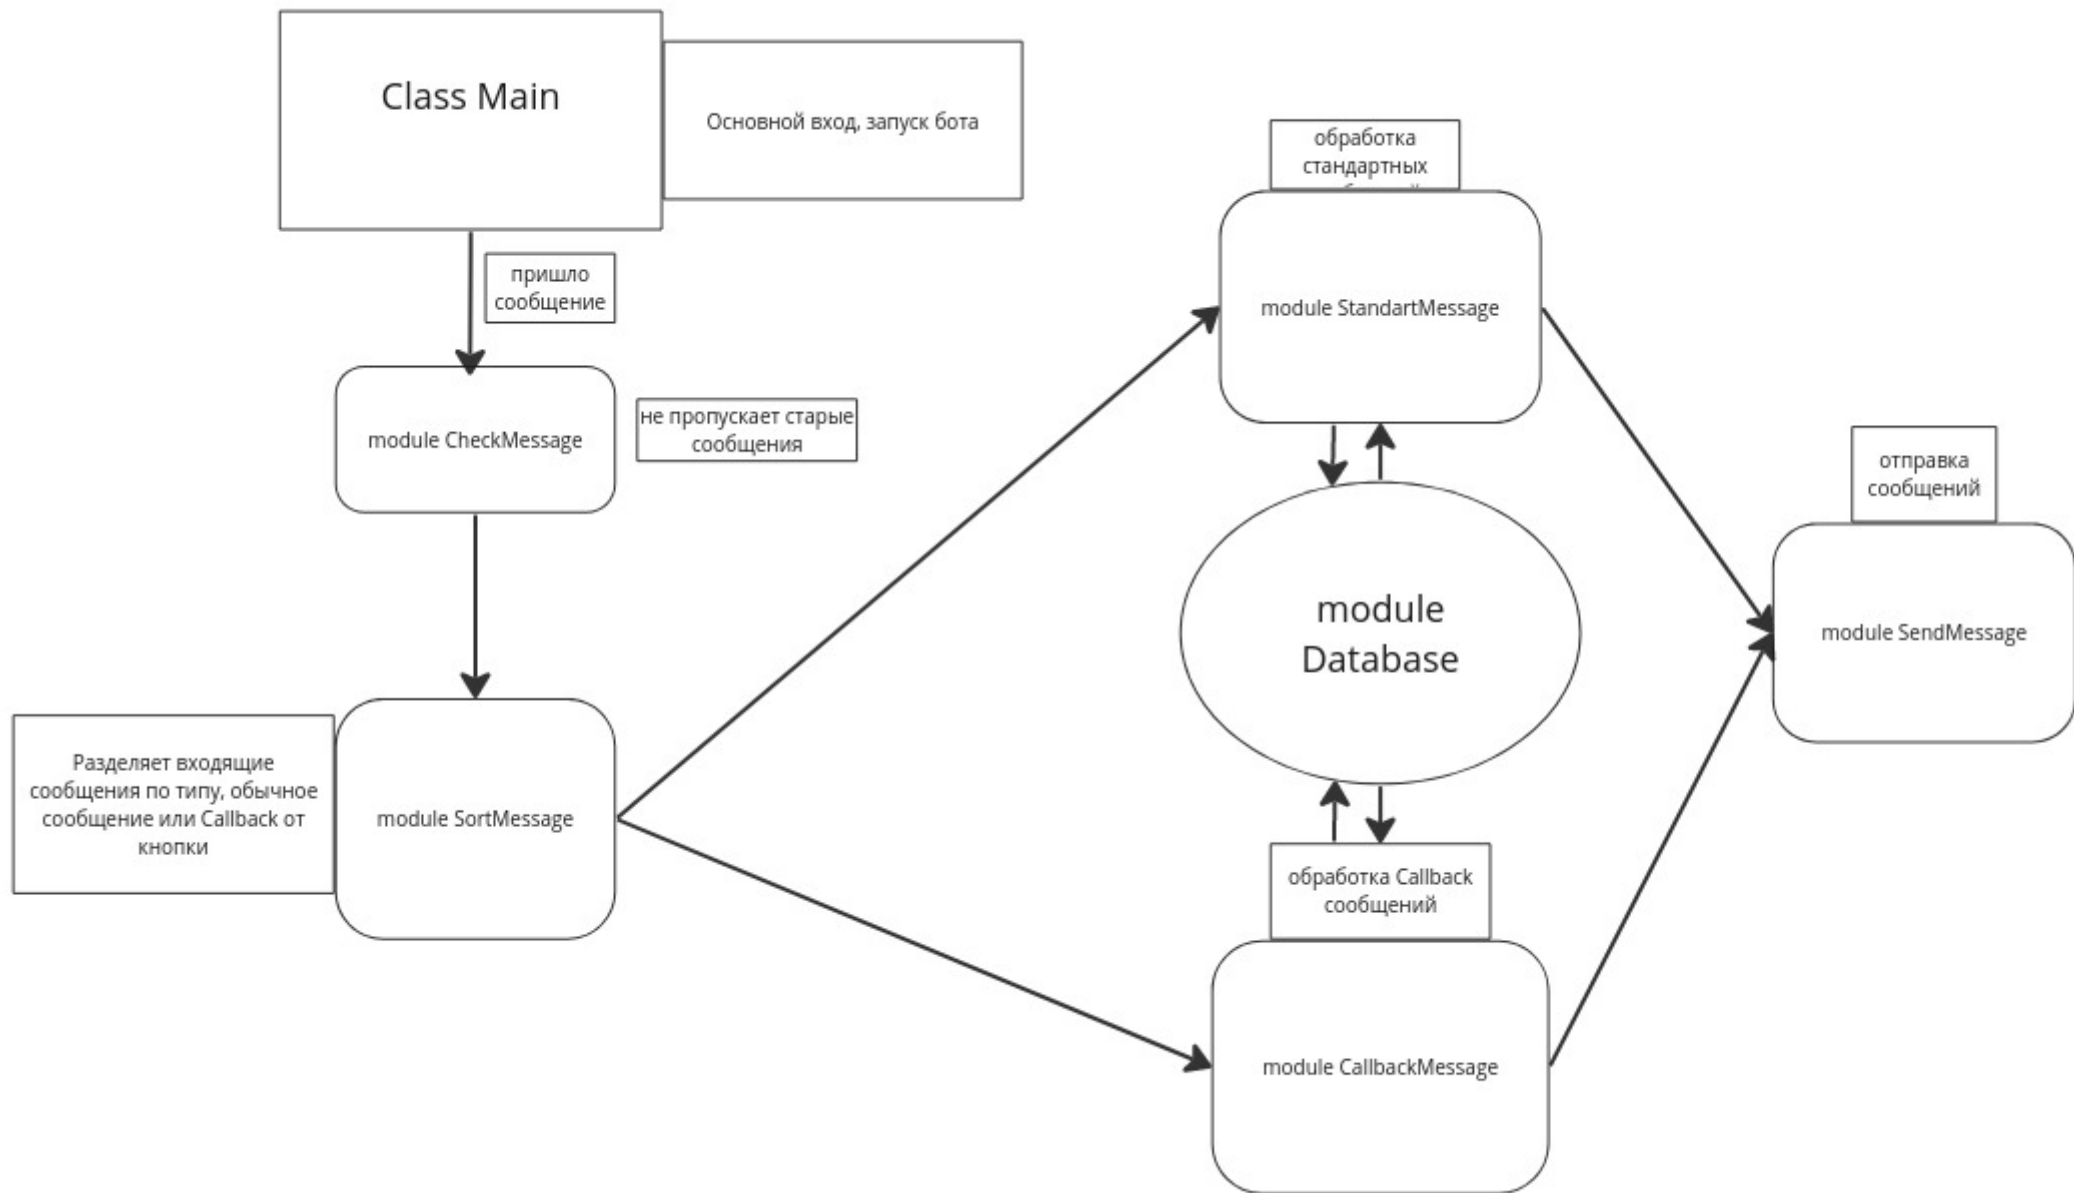 Class Main
Основной вход, запуск бота
пришло
сообщение
module CheckMessage
не пропускает старые
сообщения
Разделяет входящие
сообщения по типу, обычное
сообщение или Callback от
кнопки
module SortMessage
обработка
стандартных
module StandartMessage
module
Database
обработка Callback
сообщений
module CallbackMessage
отправка
сообщений
module SendMessage